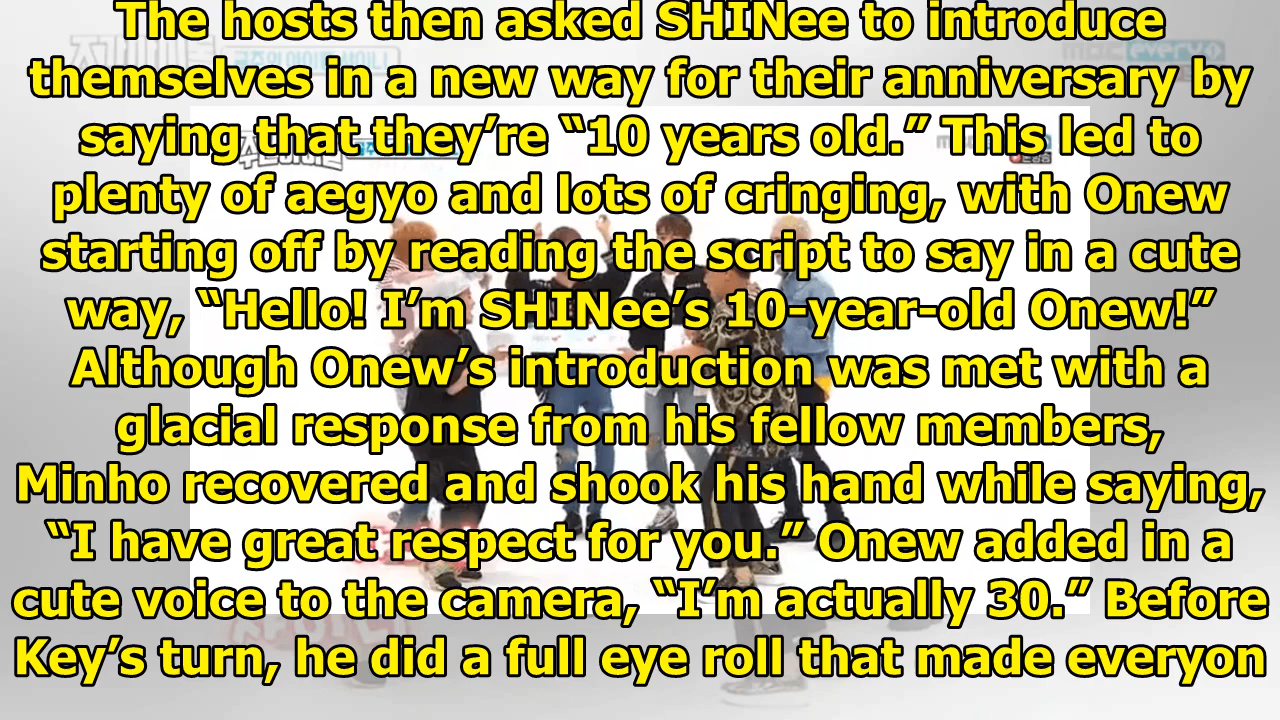 The hosts then asked SHINee to introduce
themselves in a new way for their anniversary by
saying that they’re “10 years old.” This led to
plenty of aegyo and lots of cringing, with Onew
starting off by reading the script to say in a cute
way, “Hello! I’m SHINee’s 10-year-old Onew!”
Although Onew’s introduction was met with a
glacial response from his fellow members,
Minho recovered and shook his hand while saying,
“I have great respect for you.” Onew added in a
cute voice to the camera, “I’m actually 30.” Before
Key’s turn, he did a full eye roll that made everyon